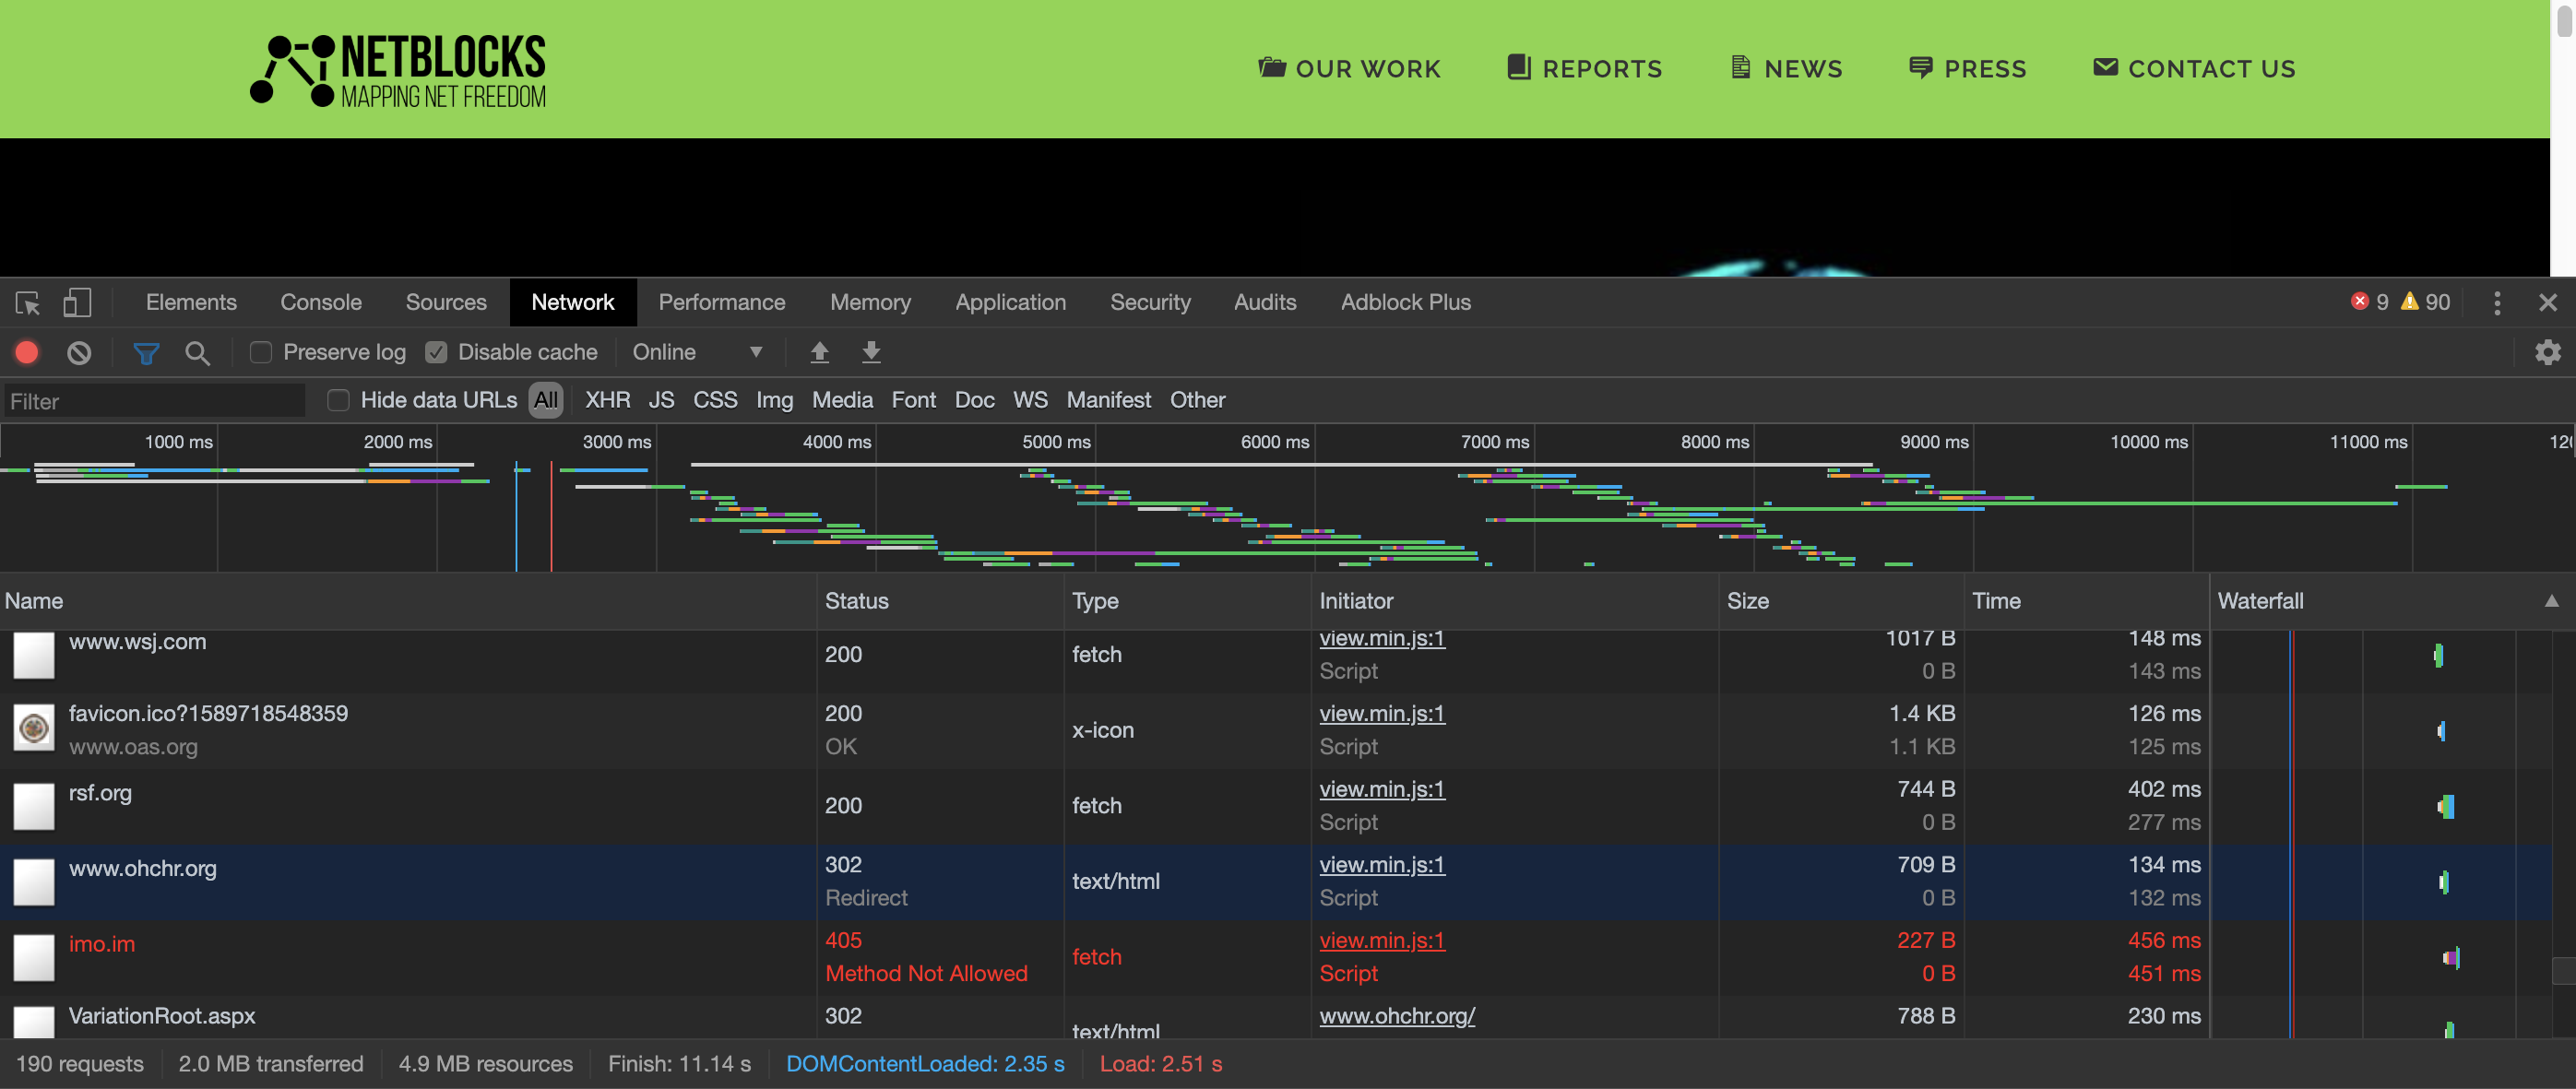 NETBLOCKS
MAPPING NET FREEDOM
OUR WORK REPORTS NEWS PRESS CONTACT US
Elements Console Sources Network Performance Memory Application Security Audits Adblock Plus 9 90
Preserve log Disable cache Online
Filter Hide data URLs All XHR JS CSS Img Media Font Doc WS Manifest Other
1000 ms 2000 ms 3000 ms 4000 ms 5000 ms 6000 ms 7000 ms 8000 ms 9000 ms 10000 ms 11000 ms 120
Name Status Type Initiator Size Time Waterfall
www.wsj.com 200 fetch view.min.js:1 1017 B 148 ms
Script 0 B 143 ms
favicon.ico?1589718548359 200 x-icon view.min.js:1 1.4 KB 126 ms
www.oas.org OK Script 1.1 KB 125 ms
rsf.org 200 fetch view.min.js:1 744 B 402 ms
Script 0 B 277 ms
www.ohchr.org 302 text/html view.min.js:1 709 B 134 ms
Redirect Script 0 B 132 ms
imo.im 405 fetch view.min.js:1 227 B 456 ms
Method Not Allowed Script 0 B 451 ms
VariationRoot.aspx 302 text/html www.ohchr.org/ 788 B 230 ms
190 requests 2.0 MB transferred 4.9 MB resources Finish: 11.14 s DOMContentLoaded: 2.35 s Load: 2.51 s